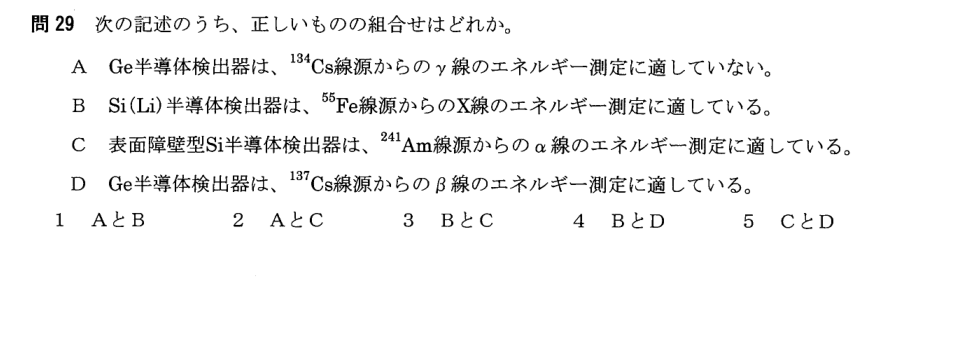 問 29 次の記述のうち、正しいものの組合せはどれか。
A Ge半導体検出器は、¹³⁴Cs線源からのγ線のエネルギー測定に適していない。
B Si(Li)半導体検出器は、⁵⁵Fe線源からのX線のエネルギー測定に適している。
C 表面障壁型Si半導体検出器は、²⁴¹Am線源からのα線のエネルギー測定に適している。
D Ge半導体検出器は、¹³⁷Cs線源からのβ線のエネルギー測定に適している。
1 AとB 2 AとC 3 BとC 4 BとD 5 CとD